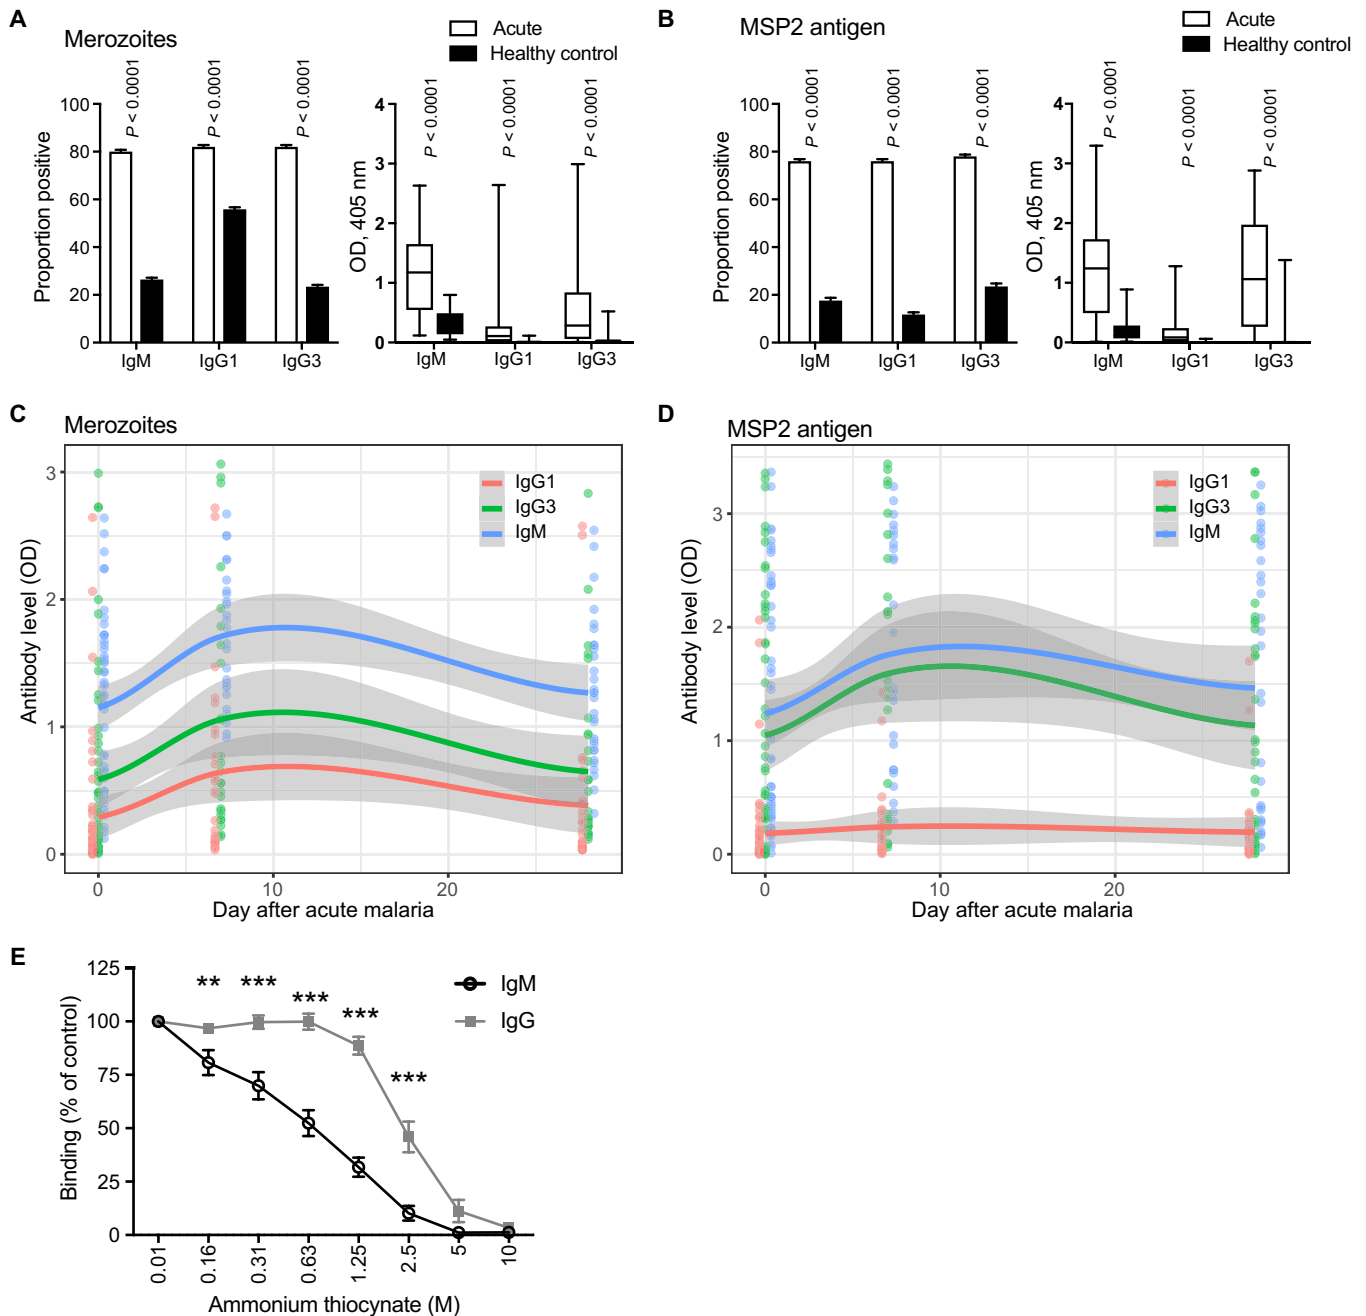 A
Merozoites
Acute
Healthy control
P < 0.0001
P < 0.0001
P < 0.0001
Proportion positive
100
80
60
40
20
0
IgM
IgG1
IgG3
P < 0.0001
P < 0.0001
P < 0.0001
OD, 405 nm
4
3
2
1
0
IgM
IgG1
IgG3
B
MSP2 antigen
Acute
Healthy control
P < 0.0001
P < 0.0001
P < 0.0001
Proportion positive
100
80
60
40
20
0
IgM
IgG1
IgG3
P < 0.0001
P < 0.0001
P < 0.0001
OD, 405 nm
4
3
2
1
0
IgM
IgG1
IgG3
C
Merozoites
IgG1
IgG3
IgM
Antibody level (OD)
3
2
1
0
0
10
20
Day after acute malaria
D
MSP2 antigen
IgG1
IgG3
IgM
Antibody level (OD)
3
2
1
0
0
10
20
Day after acute malaria
E
IgM
IgG
** *** *** *** ***
Binding (% of control)
125
100
75
50
25
0
0.01
0.16
0.31
0.63
1.25
2.5
5
10
Ammonium thiocynate (M)